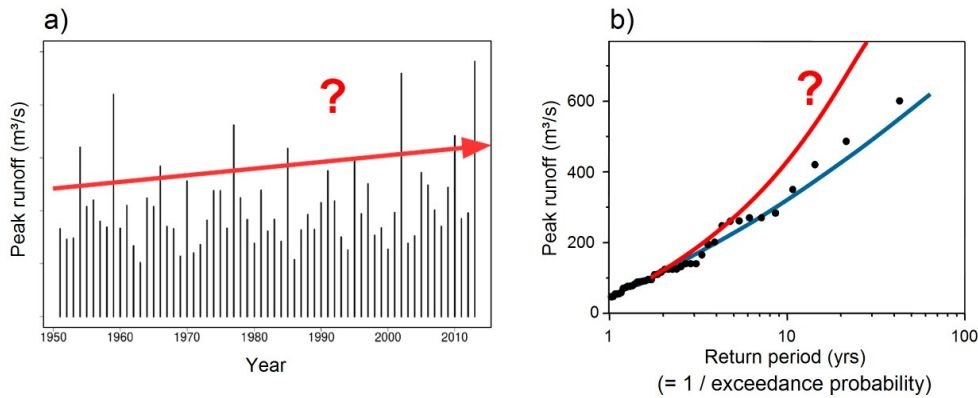 a)
Peak runoff (m³/s)
?
1950 1960 1970 1980 1990 2000 2010
Year
b)
Peak runoff (m³/s)
600
400
200
0
?
1 10 100
Return period (yrs)
(= 1 / exceedance probability)